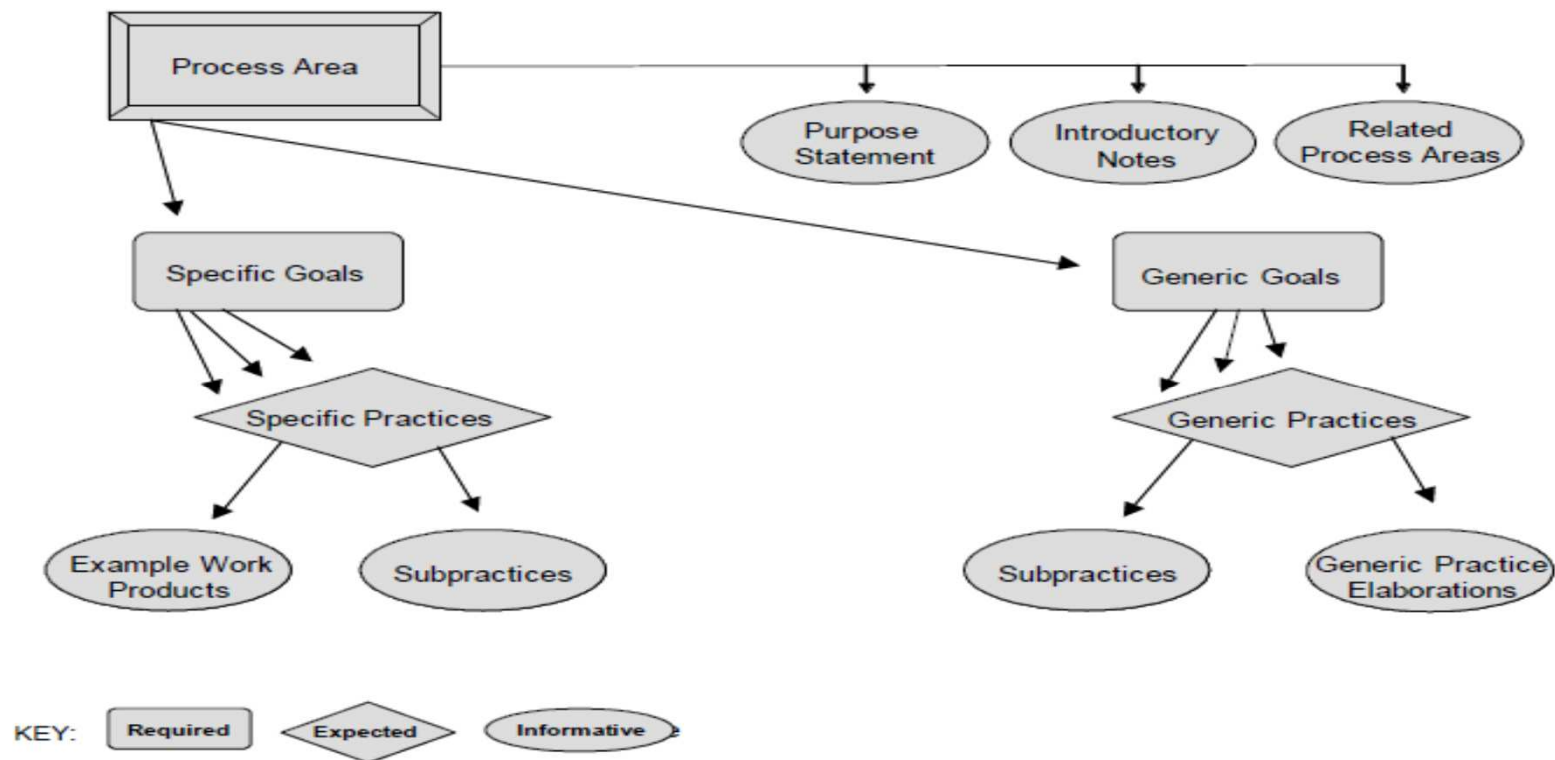 Process Area
Purpose
Statement
Introductory
Notes
Related
Process Areas
Specific Goals
Generic Goals
Specific Practices
Generic Practices
Example Work
Products
Subpractices
Subpractices
Generic Practice
Elaborations
KEY:
Required
Expected
Informative